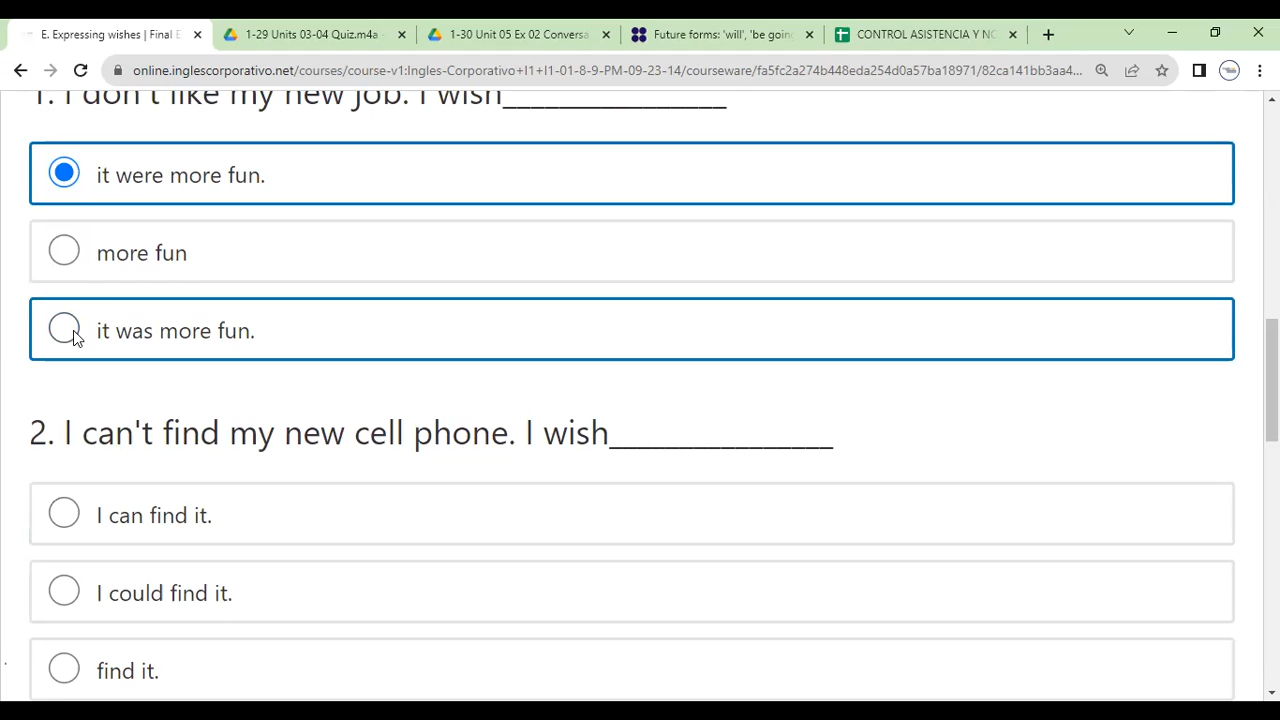 E. Expressing wishes | Final E
1-29 Units 03-04 Quiz.m4a -
1-30 Unit 05 Ex 02 Conversa
Future forms: 'will', 'be goin
CONTROL ASISTENCIA Y NO
online.inglescorporativo.net/courses/course-v1:Ingles-Corporativo+I1+I1-01-8-9-PM-09-23-14/courseware/fa5fc2a274b448eda254d0a57ba18971/82ca141bb3aa4...
1. I don't like my new job. I wish_______________
it were more fun.
more fun
it was more fun.
2. I can't find my new cell phone. I wish________________
I can find it.
I could find it.
find it.